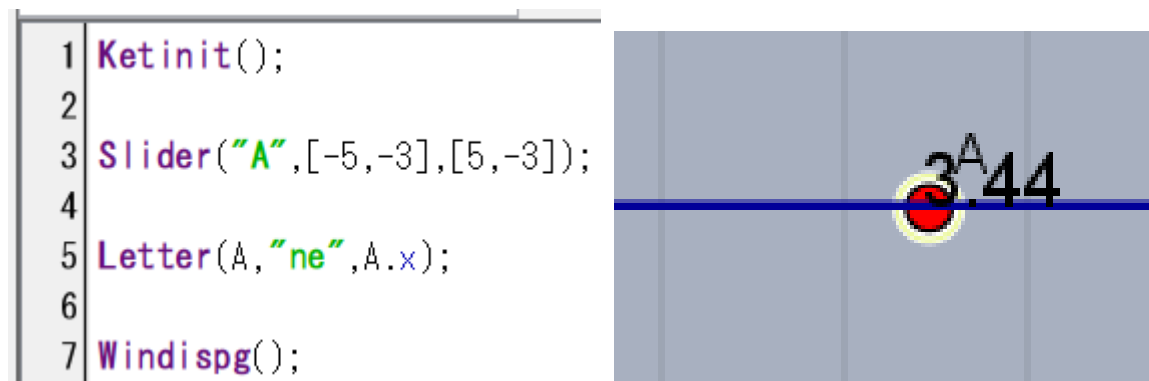 1 Ketinit();
2
3 Slider("A",[-5,-3],[5,-3]);
4
5 Letter(A,"ne",A.x);
6
7 Windispg();
A
3.44